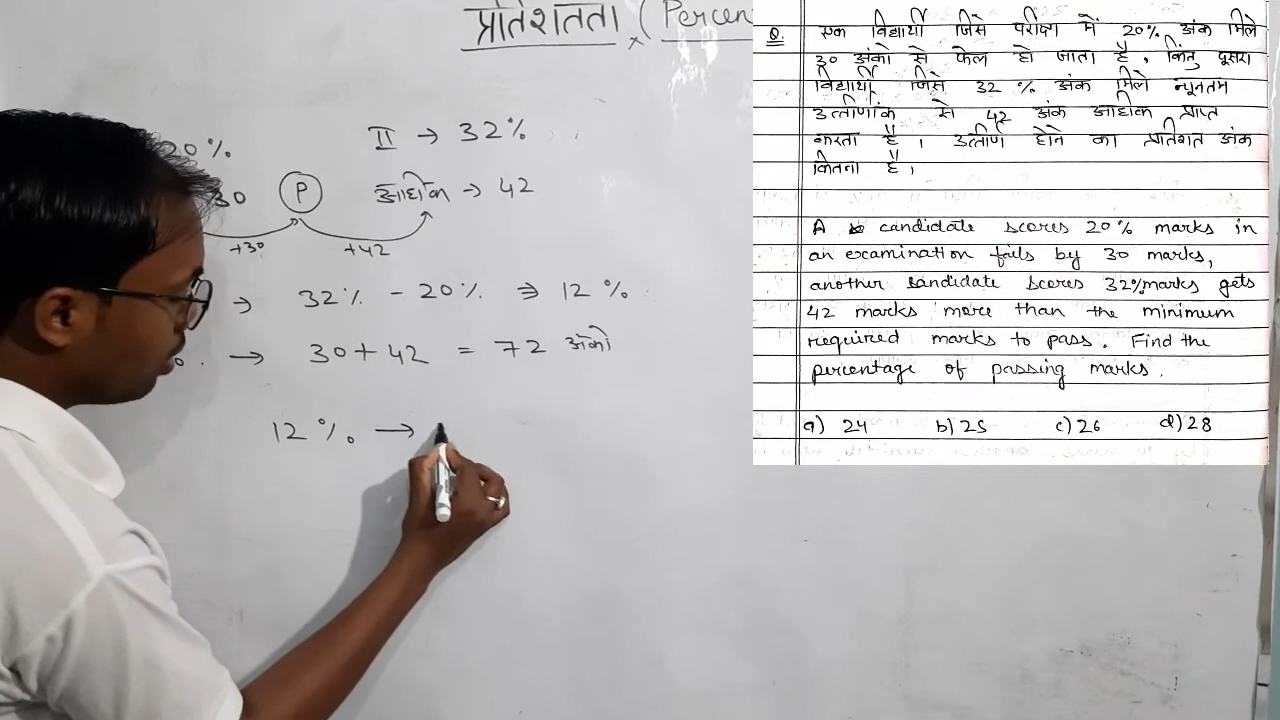 प्रतिशतता (Percen
20%
II → 32%
30 P
आधीक → 42
+30 +42
→ 32% - 20% ⇒ 12%
→ 30 + 42 = 72 अंको
12% →
Q. एक विद्यार्थी जिसे परीक्षा में 20% अंक मिले
30 अंको से फेल हो जाता है, किंतु दूसरा
विद्यार्थी जिसे 32% अंक मिले न्यूनतम
उत्तीणांक से 42 अंक आधीक प्राप्त
करता है। उत्तीण होने का प्रतिशत अंक
कितना है।
A candidate scores 20% marks in
an examination fails by 30 marks,
another candidate scores 32% marks gets
42 marks more than the minimum
required marks to pass. Find the
percentage of passing marks.
a) 24 b) 25 c) 26 d) 28